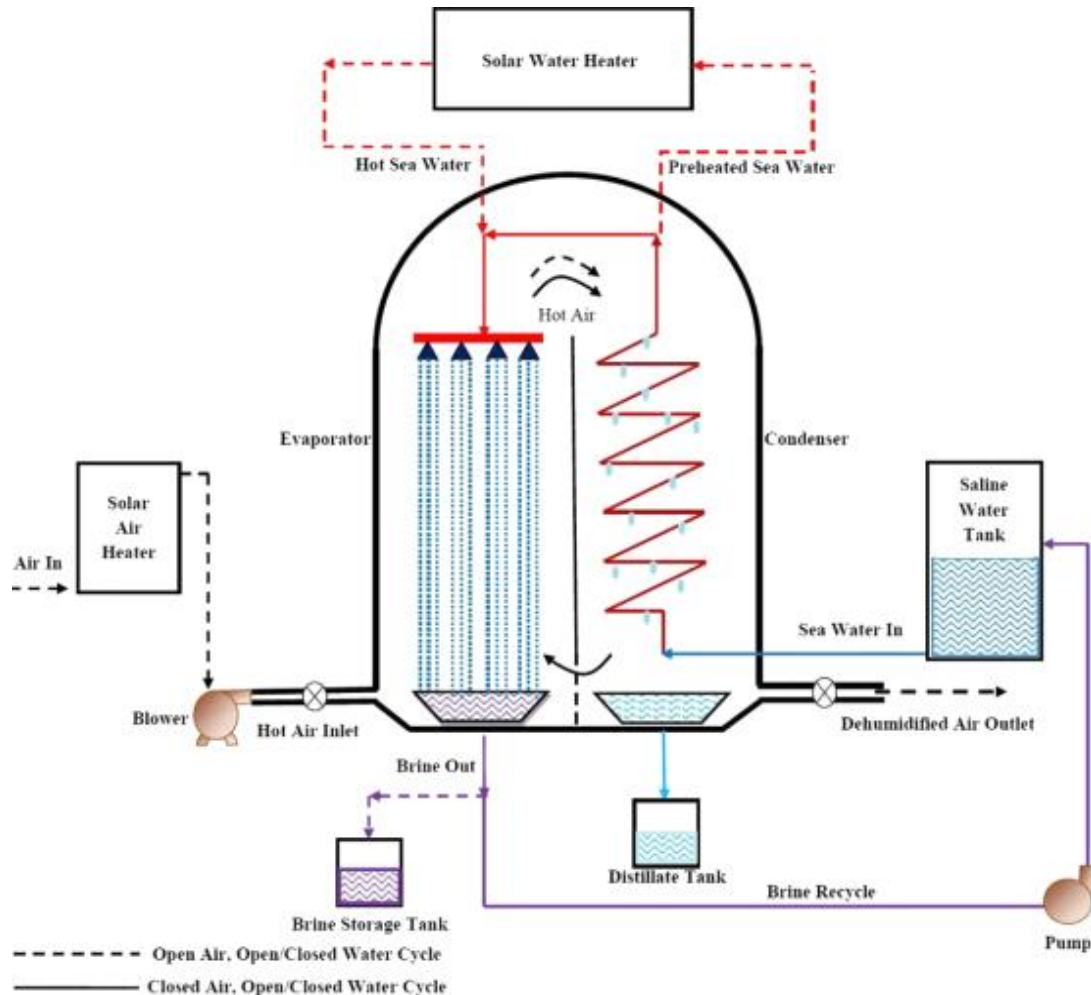 Solar Water Heater
Hot Sea Water
Preheated Sea Water
Hot Air
Evaporator
Condenser
Solar
Air
Heater
Saline
Water
Tank
Air In
Sea Water In
Blower
Hot Air Inlet
Dehumidified Air Outlet
Brine Out
Distillate Tank
Brine Recycle
Brine Storage Tank
Pump
Open Air, Open/Closed Water Cycle
Closed Air, Open/Closed Water Cycle